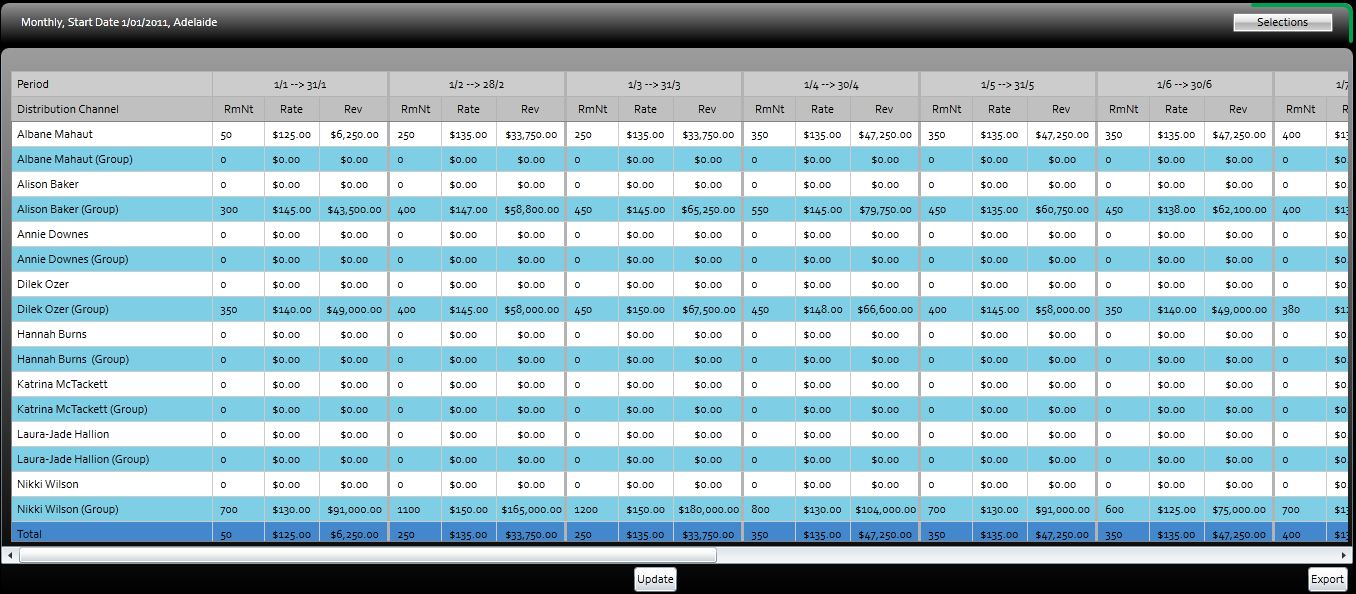 Monthly, Start Date 1/01/2011, Adelaide Selections
Period 1/1 --> 31/1 1/2 --> 28/2 1/3 --> 31/3 1/4 --> 30/4 1/5 --> 31/5 1/6 --> 30/6
Distribution Channel RmNt Rate Rev RmNt Rate Rev RmNt Rate Rev RmNt Rate Rev RmNt Rate Rev RmNt Rate Rev RmNt
Albane Mahaut 50 $125.00 $6,250.00 250 $135.00 $33,750.00 250 $135.00 $33,750.00 350 $135.00 $47,250.00 350 $135.00 $47,250.00 350 $135.00 $47,250.00 400
Albane Mahaut (Group) 0 $0.00 $0.00 0 $0.00 $0.00 0 $0.00 $0.00 0 $0.00 $0.00 0 $0.00 $0.00 0 $0.00 $0.00 0
Alison Baker 0 $0.00 $0.00 0 $0.00 $0.00 0 $0.00 $0.00 0 $0.00 $0.00 0 $0.00 $0.00 0 $0.00 $0.00 0
Alison Baker (Group) 300 $145.00 $43,500.00 400 $147.00 $58,800.00 450 $145.00 $65,250.00 550 $145.00 $79,750.00 450 $135.00 $60,750.00 450 $138.00 $62,100.00 400
Annie Downes 0 $0.00 $0.00 0 $0.00 $0.00 0 $0.00 $0.00 0 $0.00 $0.00 0 $0.00 $0.00 0 $0.00 $0.00 0
Annie Downes (Group) 0 $0.00 $0.00 0 $0.00 $0.00 0 $0.00 $0.00 0 $0.00 $0.00 0 $0.00 $0.00 0 $0.00 $0.00 0
Dilek Ozer 0 $0.00 $0.00 0 $0.00 $0.00 0 $0.00 $0.00 0 $0.00 $0.00 0 $0.00 $0.00 0 $0.00 $0.00 0
Dilek Ozer (Group) 350 $140.00 $49,000.00 400 $145.00 $58,000.00 450 $150.00 $67,500.00 450 $148.00 $66,600.00 400 $145.00 $58,000.00 350 $140.00 $49,000.00 380
Hannah Burns 0 $0.00 $0.00 0 $0.00 $0.00 0 $0.00 $0.00 0 $0.00 $0.00 0 $0.00 $0.00 0 $0.00 $0.00 0
Hannah Burns (Group) 0 $0.00 $0.00 0 $0.00 $0.00 0 $0.00 $0.00 0 $0.00 $0.00 0 $0.00 $0.00 0 $0.00 $0.00 0
Katrina McTackett 0 $0.00 $0.00 0 $0.00 $0.00 0 $0.00 $0.00 0 $0.00 $0.00 0 $0.00 $0.00 0 $0.00 $0.00 0
Katrina McTackett (Group) 0 $0.00 $0.00 0 $0.00 $0.00 0 $0.00 $0.00 0 $0.00 $0.00 0 $0.00 $0.00 0 $0.00 $0.00 0
Laura-Jade Hallion 0 $0.00 $0.00 0 $0.00 $0.00 0 $0.00 $0.00 0 $0.00 $0.00 0 $0.00 $0.00 0 $0.00 $0.00 0
Laura-Jade Hallion (Group) 0 $0.00 $0.00 0 $0.00 $0.00 0 $0.00 $0.00 0 $0.00 $0.00 0 $0.00 $0.00 0 $0.00 $0.00 0
Nikki Wilson 0 $0.00 $0.00 0 $0.00 $0.00 0 $0.00 $0.00 0 $0.00 $0.00 0 $0.00 $0.00 0 $0.00 $0.00 0
Nikki Wilson (Group) 700 $130.00 $91,000.00 1100 $150.00 $165,000.00 1200 $150.00 $180,000.00 800 $130.00 $104,000.00 700 $130.00 $91,000.00 600 $125.00 $75,000.00 700
Total 50 $125.00 $6,250.00 250 $135.00 $33,750.00 250 $135.00 $33,750.00 350 $135.00 $47,250.00 350 $135.00 $47,250.00 350 $135.00 $47,250.00 400
Update Export